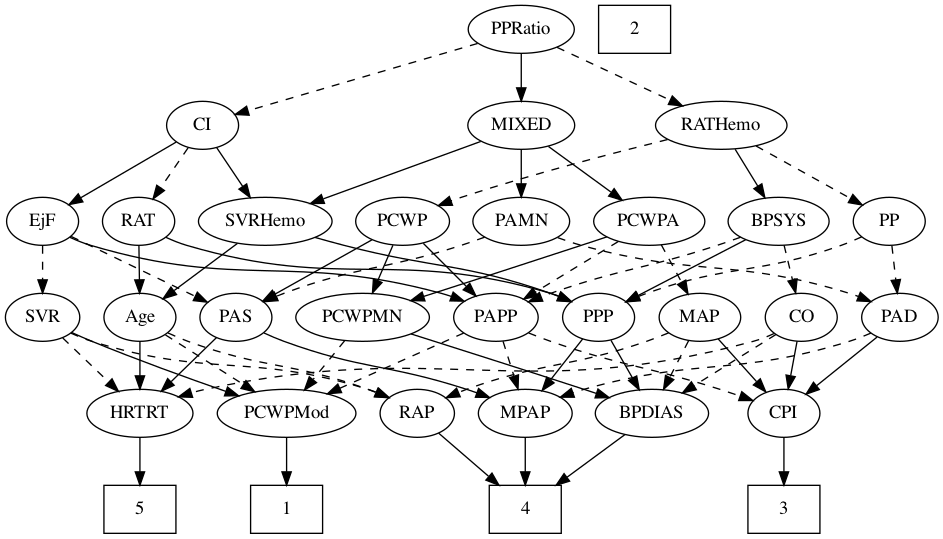 PPRatio 2
CI MIXED RATHemo
EjF RAT SVRHemo PCWP PAMN PCWPA BPSYS PP
SVR Age PAS PCWPMN PAPP PPP MAP CO PAD
HRTRT PCWPMod RAP MPAP BPDIAS CPI
5 1 4 3